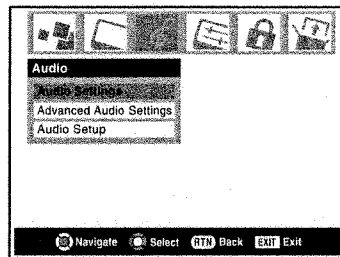 Audio
Audio Settings
Advanced Audio Settings
Audio Setup
Navigate Select RTN Back EXIT Exit